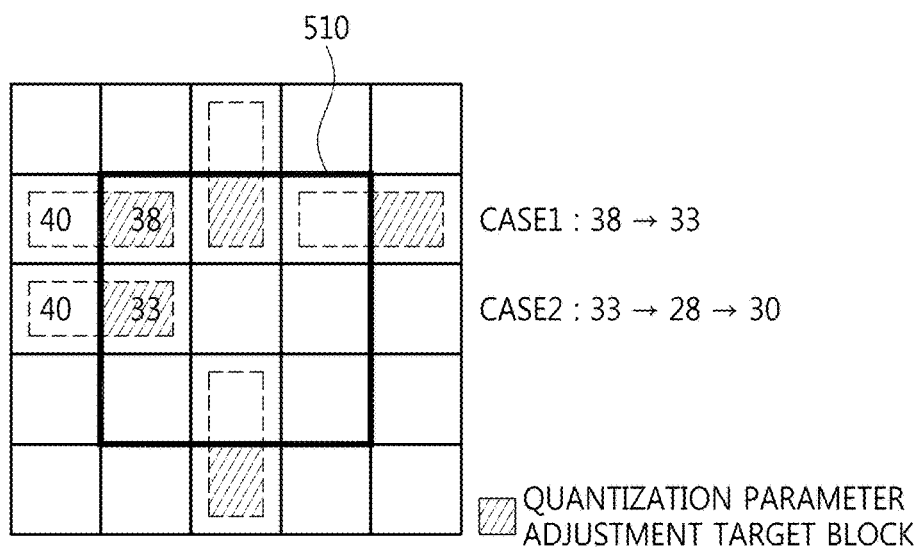 510
40 38 CASE1 : 38 → 33
40 33 CASE2 : 33 → 28 → 30
QUANTIZATION PARAMETER
ADJUSTMENT TARGET BLOCK